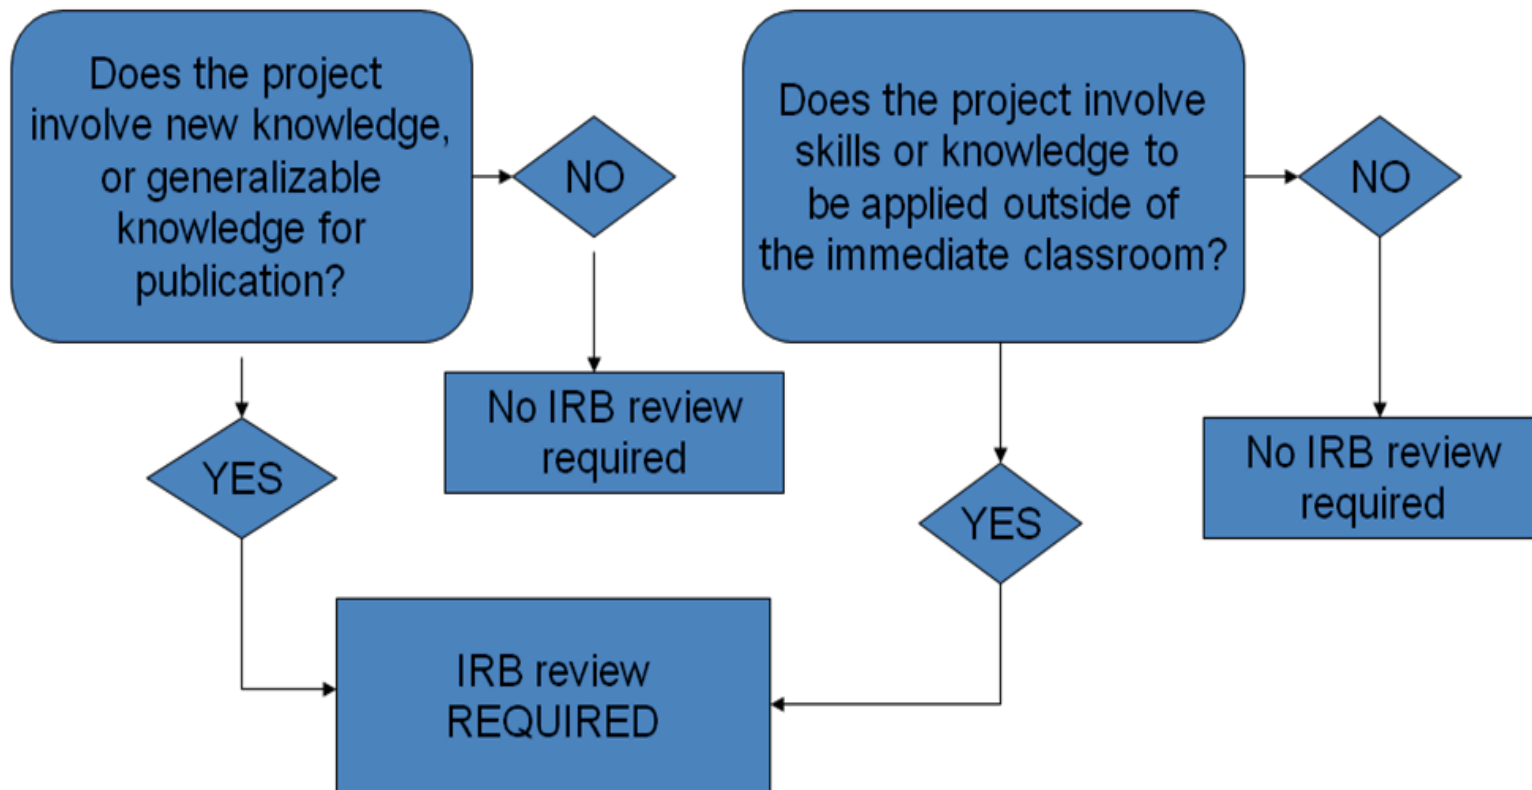 Does the project
involve new knowledge,
or generalizable
knowledge for
publication?
NO
No IRB review
required
YES
Does the project involve
skills or knowledge to
be applied outside of
the immediate classroom?
NO
No IRB review
required
YES
IRB review
REQUIRED